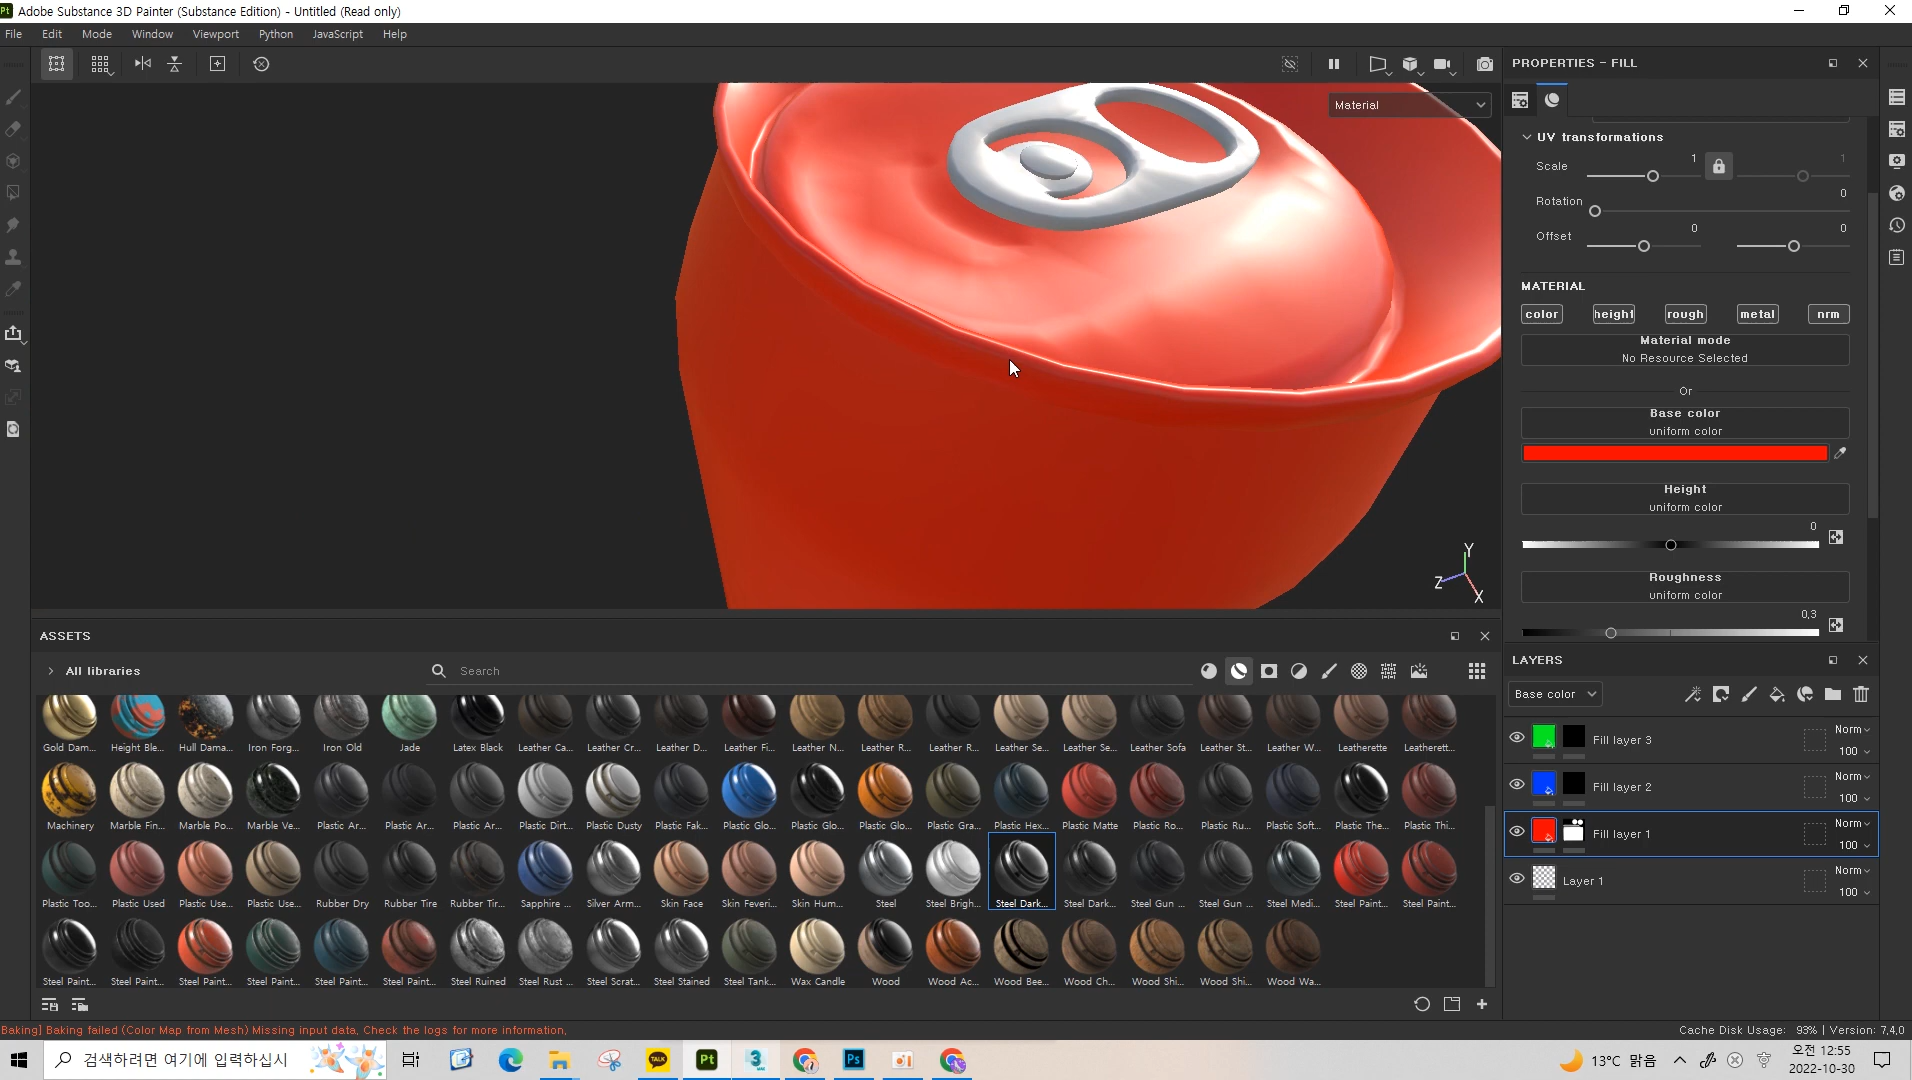 Pt Adobe Substance 3D Painter (Substance Edition) - Untitled (Read only)
File Edit Mode Window Viewport Python JavaScript Help
Material
PROPERTIES - FILL
UV transformations
Scale 1 1
Rotation 0
Offset 0 0
MATERIAL
color height rough metal nrm
Material mode
No Resource Selected
Or
Base color
uniform color
Height
uniform color
0
Roughness
uniform color
0,3
Y
Z
X
ASSETS
All libraries
Search
Gold Dam... Height Ble... Hull Dama... Iron Forg... Iron Old Jade Latex Black Leather Ca... Leather Cr... Leather D... Leather Fi... Leather N... Leather R... Leather R... Leather Se... Leather Se... Leather Sofa Leather St... Leather W... Leatherette Leatherett...
Machinery Marble Fin... Marble Po... Marble Ve... Plastic Ar... Plastic Ar... Plastic Ar... Plastic Dirt... Plastic Dusty Plastic Fak... Plastic Glo... Plastic Glo... Plastic Glo... Plastic Gra... Plastic Hex... Plastic Matte Plastic Ro... Plastic Ru... Plastic Soft... Plastic The... Plastic Thi...
Plastic Too... Plastic Used Plastic Use... Plastic Use... Rubber Dry Rubber Tire Rubber Tir... Sapphire ... Silver Arm... Skin Face Skin Feveri... Skin Hum... Steel Steel Brigh... Steel Dark... Steel Dark... Steel Gun ... Steel Gun ... Steel Medi... Steel Paint... Steel Paint...
Steel Paint... Steel Paint... Steel Paint... Steel Paint... Steel Paint... Steel Paint... Steel Ruined Steel Rust ... Steel Scrat... Steel Stained Steel Tank... Wax Candle Wood Wood Ac... Wood Bee... Wood Ch... Wood Shi... Wood Shi... Wood Wa...
LAYERS
Base color
Fill layer 3 Norm 100
Fill layer 2 Norm 100
Fill layer 1 Norm 100
Layer 1 Norm 100
Baking] Baking failed (Color Map from Mesh) Missing input data, Check the logs for more information,
Cache Disk Usage: 93% | Version: 7,4,0
검색하려면 여기에 입력하십시
TALK
Pt
3
Ps
13°C 맑음
오전 12:55
2022-10-30